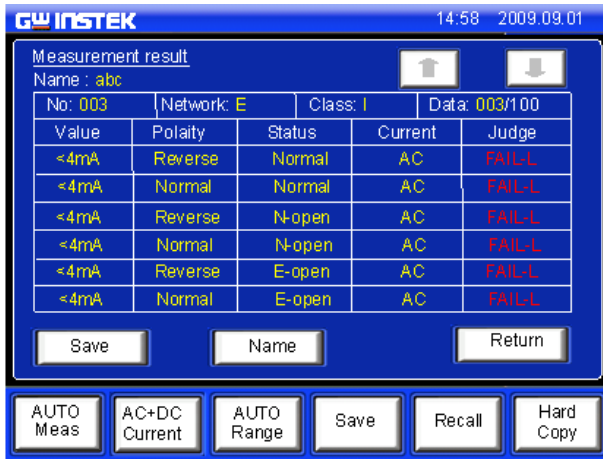 GW INSTEK 14:58 2009.09.01
Measurement result
Name : abc
No: 003 Network: E Class: I Data: 003/100
Value Polaity Status Current Judge
<4mA Reverse Normal AC FAIL-L
<4mA Normal Normal AC FAIL-L
<4mA Reverse N-open AC FAIL-L
<4mA Normal N-open AC FAIL-L
<4mA Reverse E-open AC FAIL-L
<4mA Normal E-open AC FAIL-L
Save Name Return
AUTO Meas AC+DC Current AUTO Range Save Recall Hard Copy